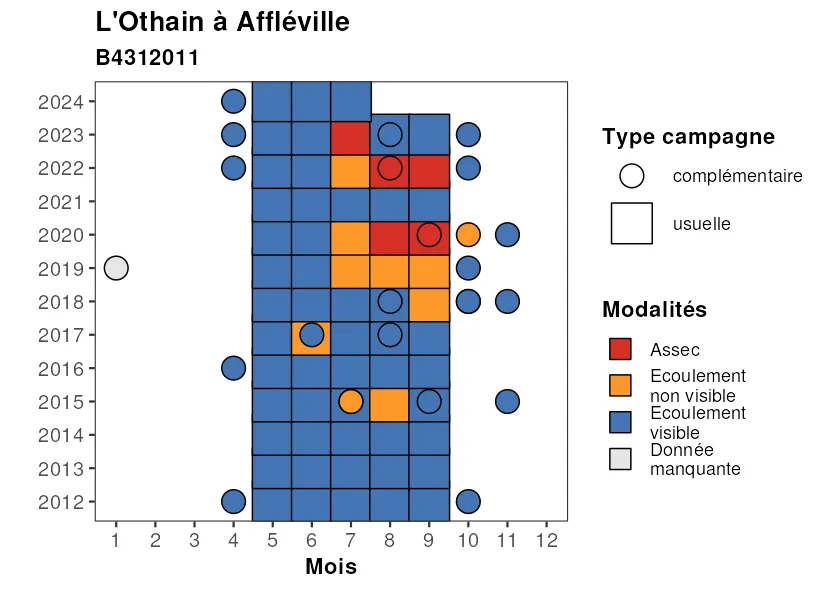 L'Othain à Affléville
B4312011
2024
2023
2022
2021
2020
2019
2018
2017
2016
2015
2014
2013
2012
1 2 3 4 5 6 7 8 9 10 11 12
Mois
Type campagne
complémentaire
usuelle
Modalités
Assec
Ecoulement
non visible
Ecoulement
visible
Donnée
manquante